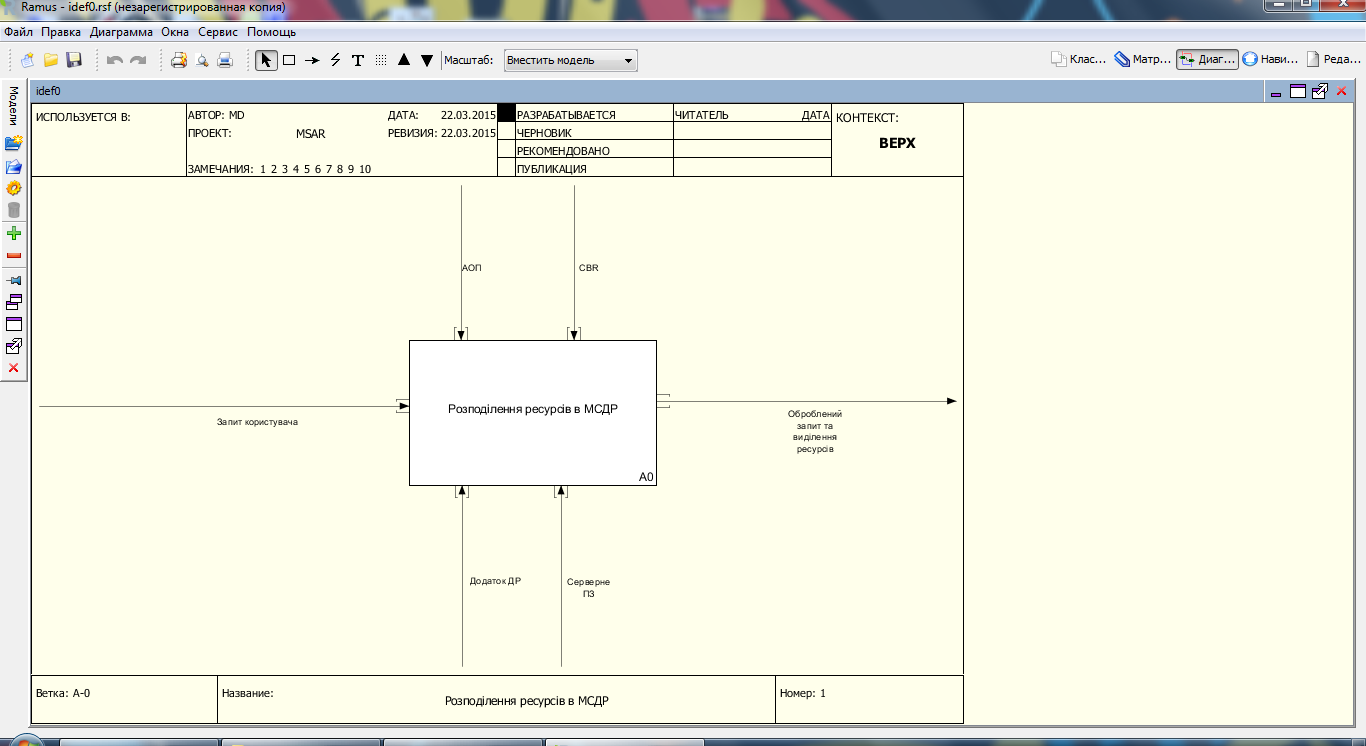 Ramus - idef0.rsf (незарегистрированная копия)
Файл Правка Диаграмма Окна Сервис Помощь
T Масштаб: Вместить модель Клас... Матр... Диаг... Нави... Реда...
Модели
idef0
ИСПОЛЬЗУЕТСЯ В:
АВТОР: MD
ДАТА: 22.03.2015
ПРОЕКТ: MSAR
РЕВИЗИЯ: 22.03.2015
ЗАМЕЧАНИЯ: 1 2 3 4 5 6 7 8 9 10
РАЗРАБАТЫВАЕТСЯ
ЧЕРНОВИК
РЕКОМЕНДОВАНО
ПУБЛИКАЦИЯ
ЧИТАТЕЛЬ ДАТА
КОНТЕКСТ:
ВЕРХ
АОП
CBR
Розподілення ресурсів в МСДР
A0
Запит користувача
Оброблений
запит та
виділення
ресурсів
Додаток ДР
Серверне
ПЗ
Ветка: A-0
Название:
Розподілення ресурсів в МСДР
Номер: 1